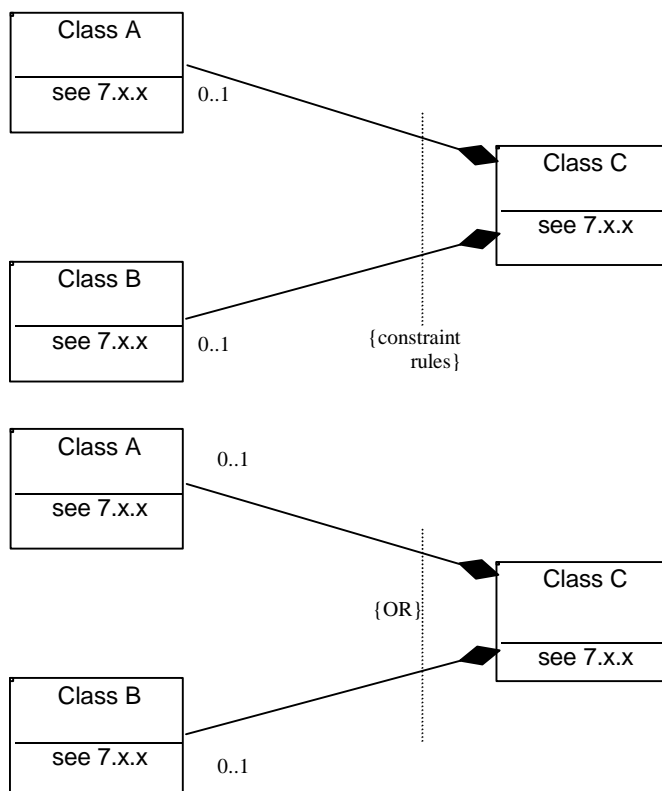 Class A
see 7.x.x
0..1
Class C
see 7.x.x
Class B
see 7.x.x
0..1
{constraint
rules}
Class A
see 7.x.x
0..1
{OR}
Class C
see 7.x.x
Class B
see 7.x.x
0..1